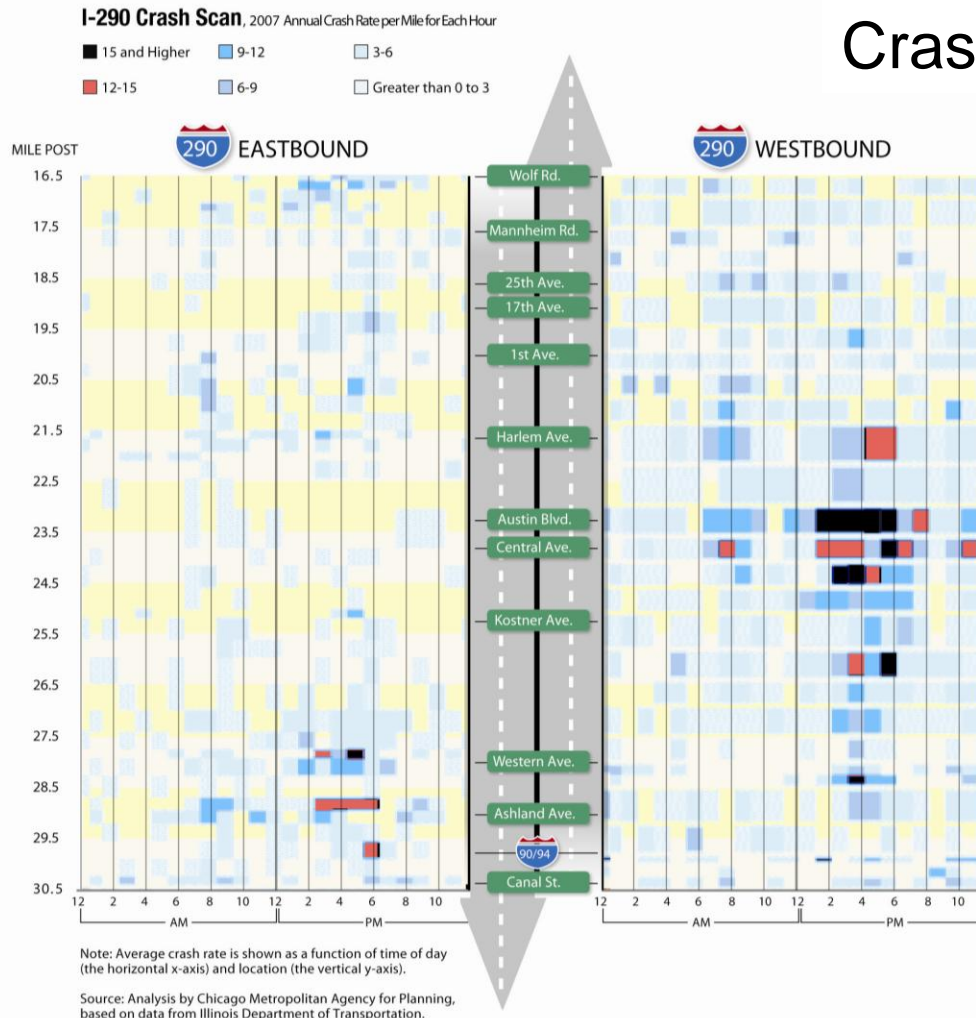 I-290 Crash Scan, 2007 Annual Crash Rate per Mile for Each Hour
Cras
15 and Higher
9-12
3-6
12-15
6-9
Greater than 0 to 3
MILE POST
290 EASTBOUND
290 WESTBOUND
16.5
17.5
18.5
19.5
20.5
21.5
22.5
23.5
24.5
25.5
26.5
27.5
28.5
29.5
30.5
Wolf Rd.
Mannheim Rd.
25th Ave.
17th Ave.
1st Ave.
Harlem Ave.
Austin Blvd.
Central Ave.
Kostner Ave.
Western Ave.
Ashland Ave.
90/94
Canal St.
12 2 4 6 8 10 12 2 4 6 8 10 12
AM PM
12 2 4 6 8 10 12 2 4 6 8 10
AM PM
Note: Average crash rate is shown as a function of time of day
(the horizontal x-axis) and location (the vertical y-axis).
Source: Analysis by Chicago Metropolitan Agency for Planning,
based on data from Illinois Department of Transportation.